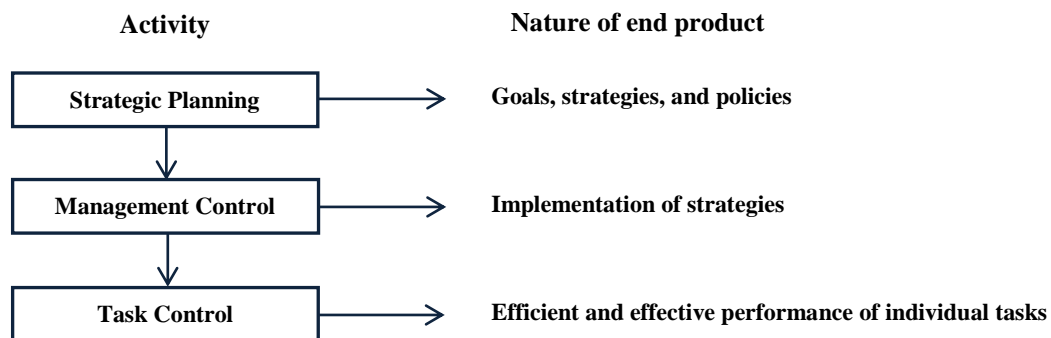 Activity
Nature of end product
Strategic Planning
Goals, strategies, and policies
Management Control
Implementation of strategies
Task Control
Efficient and effective performance of individual tasks